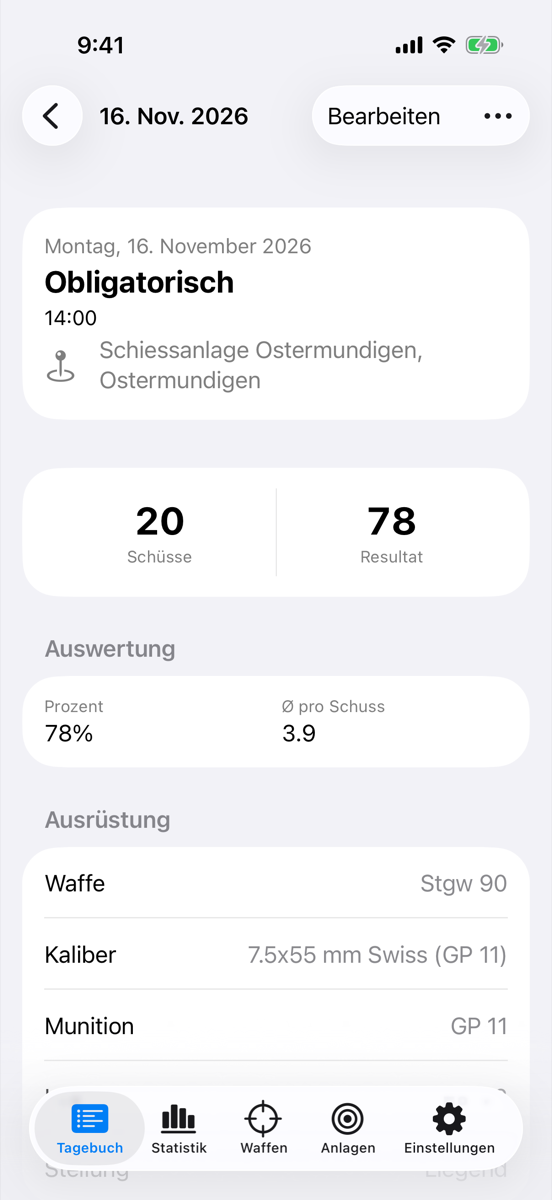 9:41
16. Nov. 2026
Bearbeiten
Montag, 16. November 2026
Obligatorisch
14:00
Schiessanlage Ostermundigen,
Ostermundigen
20
78
Schüsse
Resultat
Auswertung
Prozent
Ø pro Schuss
78%
3.9
Ausrüstung
Waffe
Stgw 90
Kaliber
7.5x55 mm Swiss (GP 11)
Munition
GP 11
Tagebuch
Statistik
Waffen
Anlagen
Einstellungen
Stellung
Liegend